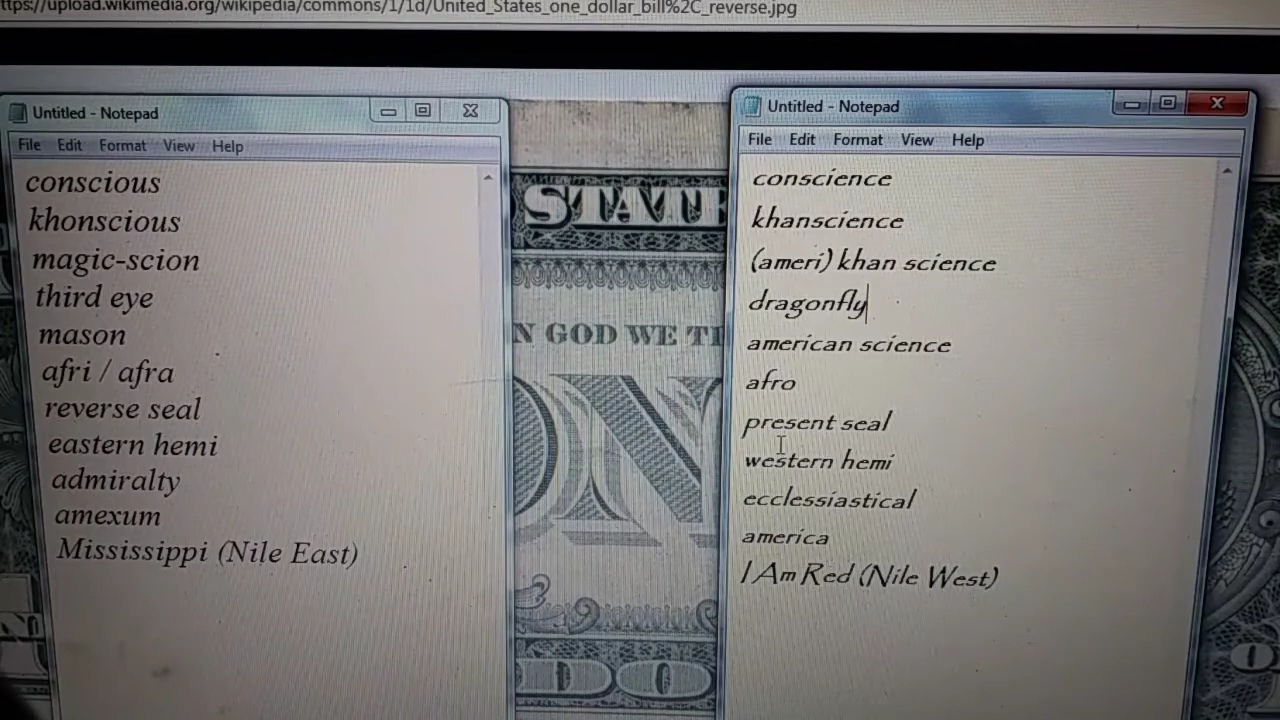 ttps://upload.wikimedia.org/wikipedia/commons/1/1d/United_States_one_dollar_bill%2C_reverse.jpg
Untitled - Notepad
File Edit Format View Help
conscious
khonscious
magic-scion
third eye
mason
afri / afra
reverse seal
eastern hemi
admiralty
amexum
Mississippi (Nile East)
STATE
N GOD WE T
ON
DO
Untitled - Notepad
File Edit Format View Help
conscience
khanscience
(ameri) khan science
dragonfly
american science
afro
present seal
western hemi
ecclessiastical
america
I Am Red (Nile West)